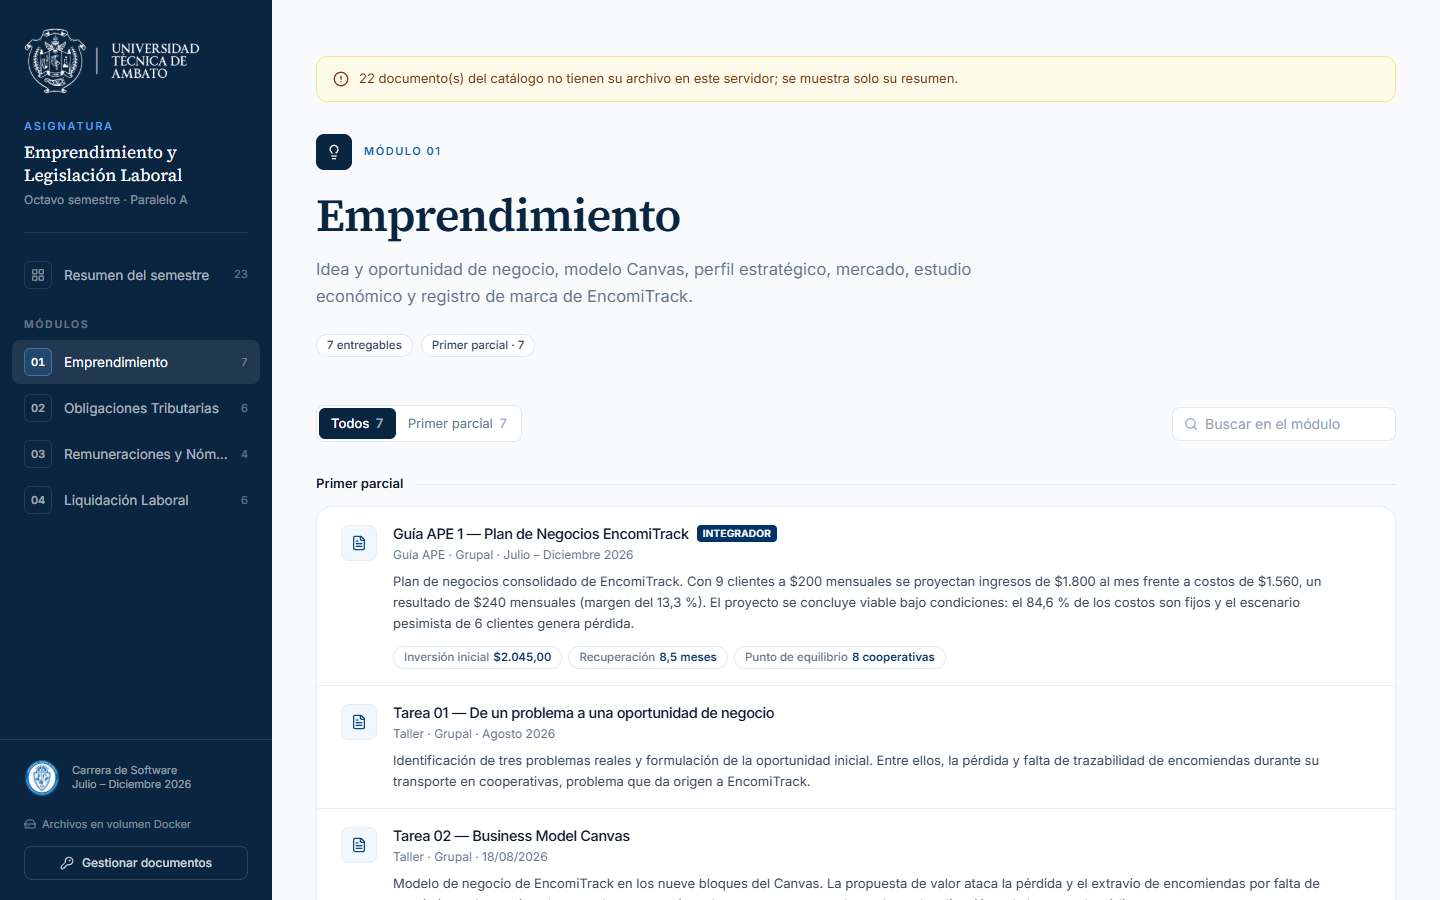 UNIVERSIDAD
TÉCNICA DE
AMBATO
ASIGNATURA
Emprendimiento y
Legislación Laboral
Octavo semestre · Paralelo A
Resumen del semestre 23
MÓDULOS
01 Emprendimiento 7
02 Obligaciones Tributarias 6
03 Remuneraciones y Nóm... 4
04 Liquidación Laboral 6
Carrera de Software
Julio – Diciembre 2026
Archivos en volumen Docker
Gestionar documentos
22 documento(s) del catálogo no tienen su archivo en este servidor; se muestra solo su resumen.
MÓDULO 01
Emprendimiento
Idea y oportunidad de negocio, modelo Canvas, perfil estratégico, mercado, estudio
económico y registro de marca de EncomiTrack.
7 entregables Primer parcial · 7
Todos 7 Primer parcial 7 Buscar en el módulo
Primer parcial
Guía APE 1 — Plan de Negocios EncomiTrack INTEGRADOR
Guía APE · Grupal · Julio – Diciembre 2026
Plan de negocios consolidado de EncomiTrack. Con 9 clientes a $200 mensuales se proyectan ingresos de $1.800 al mes frente a costos de $1.560, un
resultado de $240 mensuales (margen del 13,3 %). El proyecto se concluye viable bajo condiciones: el 84,6 % de los costos son fijos y el escenario
pesimista de 6 clientes genera pérdida.
Inversión inicial $2.045,00 Recuperación 8,5 meses Punto de equilibrio 8 cooperativas
Tarea 01 — De un problema a una oportunidad de negocio
Taller · Grupal · Agosto 2026
Identificación de tres problemas reales y formulación de la oportunidad inicial. Entre ellos, la pérdida y falta de trazabilidad de encomiendas durante su
transporte en cooperativas, problema que da origen a EncomiTrack.
Tarea 02 — Business Model Canvas
Taller · Grupal · 18/08/2026
Modelo de negocio de EncomiTrack en los nueve bloques del Canvas. La propuesta de valor ataca la pérdida y el extravío de encomiendas por falta de